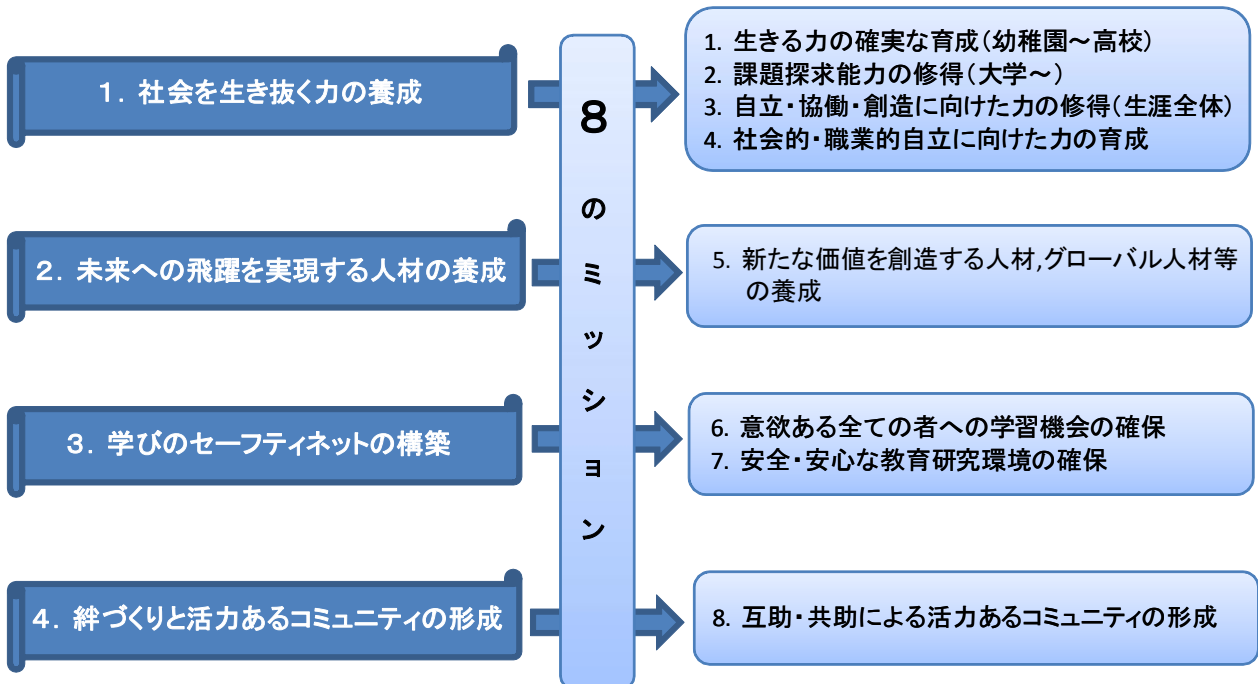 1．社会を生き抜く力の養成
8のミッション
1. 生きる力の確実な育成（幼稚園～高校）
2. 課題探求能力の修得（大学～）
3. 自立・協働・創造に向けた力の修得（生涯全体）
4. 社会的・職業的自立に向けた力の育成
2．未来への飛躍を実現する人材の養成
5. 新たな価値を創造する人材,グローバル人材等
の養成
3．学びのセーフティネットの構築
6. 意欲ある全ての者への学習機会の確保
7. 安全・安心な教育研究環境の確保
4．絆づくりと活力あるコミュニティの形成
8. 互助・共助による活力あるコミュニティの形成